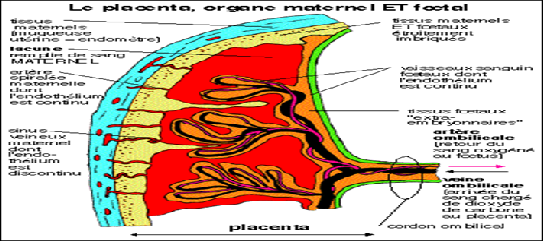 Le placenta, organe maternel ET fœtal
tissus
maternels
(muqueuse
utérine – endomètre)
lacune
remplie de sang
MATERNEL
artère
spiralée
maternelle
dont
l'endothélium
est continu
sinus
veineux
maternel
dont
l'endo-
thélium
est
discontinu
tissus maternels
ET fœtaux
étroitement
imbriqués
vaisseaux sanguin
fœtaux dont
l'endothélium
est continu
tissus fœtaux
"extra-
embryonnaires"
artère
ombilicale
(retour du
sang oxygéné
au fœtus)
veine
ombilicale
(arrivée du
sang chargé
de dioxyde
de carbone
au placenta)
cordon ombilical
placenta